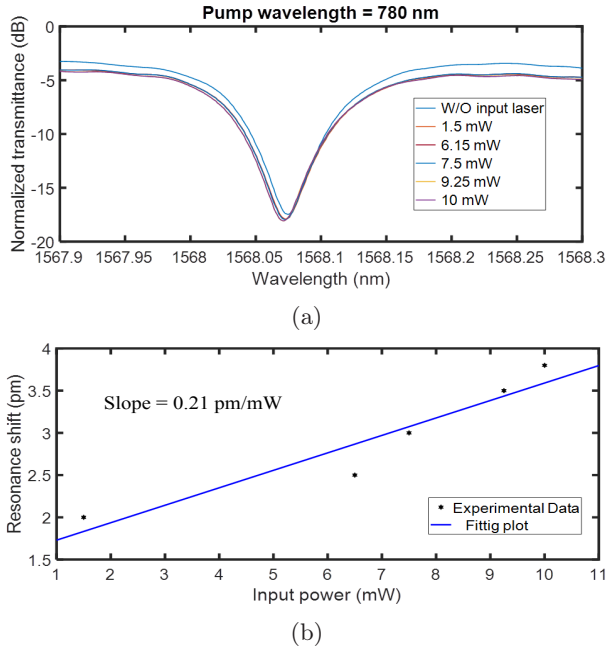 Pump wavelength = 780 nm
Normalized transmittance (dB)
0
-5
-10
-15
-20
W/O input laser
1.5 mW
6.15 mW
7.5 mW
9.25 mW
10 mW
1567.9 1567.95 1568 1568.05 1568.1 1568.15 1568.2 1568.25 1568.3
Wavelength (nm)
(a)
Resonance shift (pm)
4
3.5
3
2.5
2
1.5
Slope = 0.21 pm/mW
Experimental Data
Fittig plot
1 2 3 4 5 6 7 8 9 10 11
Input power (mW)
(b)